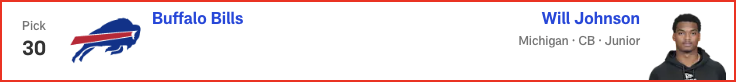 Pick
30
Buffalo Bills
Will Johnson
Michigan · CB · Junior